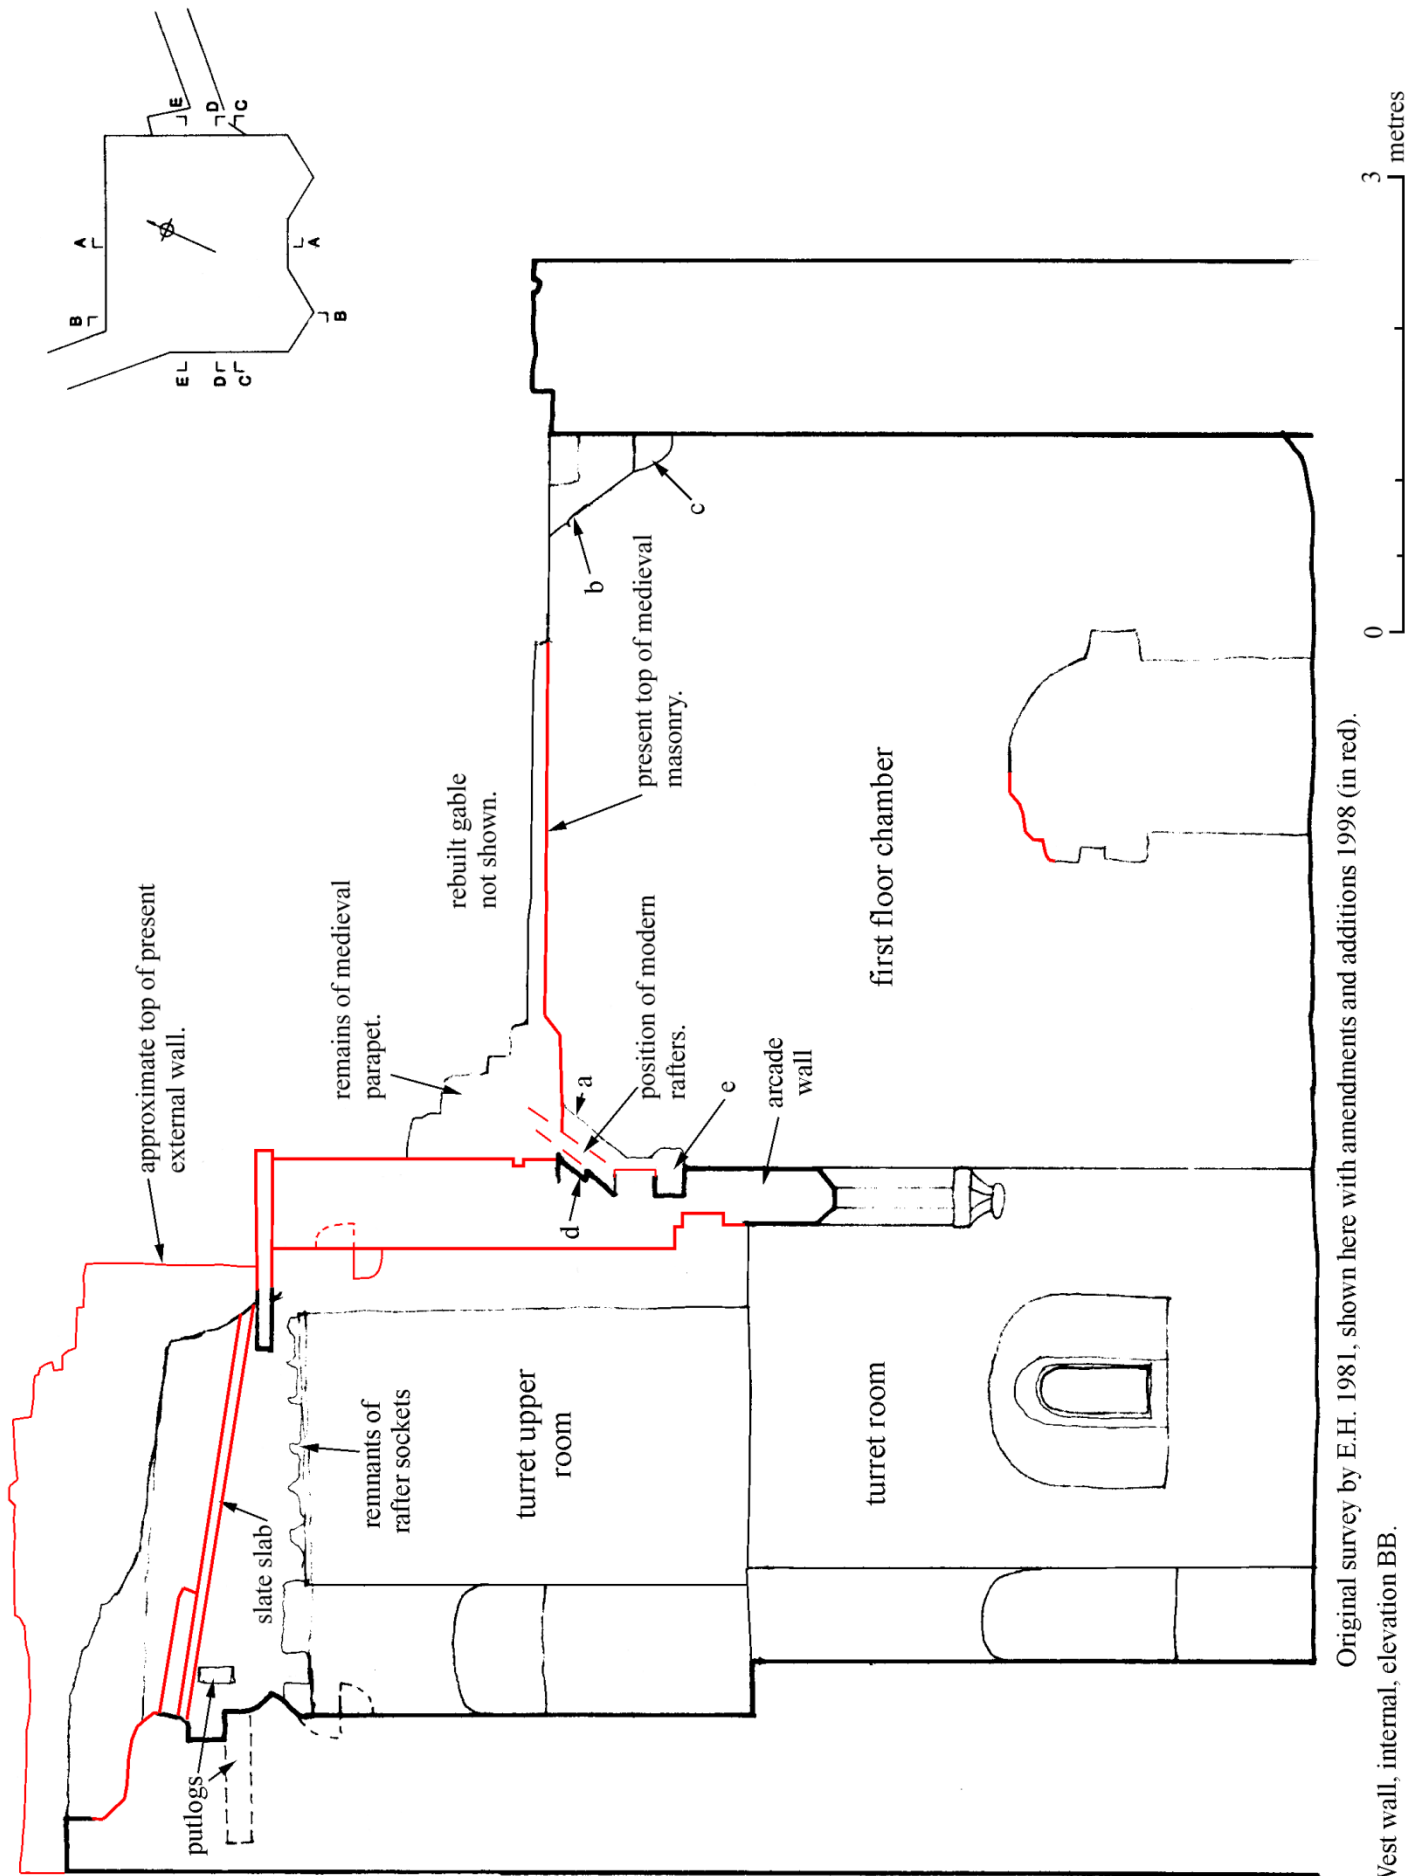 approximate top of present
external wall.
remains of medieval
parapet.
rebuilt gable
not shown.
putlogs
slate slab
remnants of
rafter sockets
turret upper
room
turret room
d
a
position of modern
rafters.
e
arcade
wall
present top of medieval
masonry.
b
c
first floor chamber
B
A
E
D
C
E
D
C
B
A
0
3
metres
Original survey by E.H. 1981, shown here with amendments and additions 1998 (in red).
West wall, internal, elevation BB.